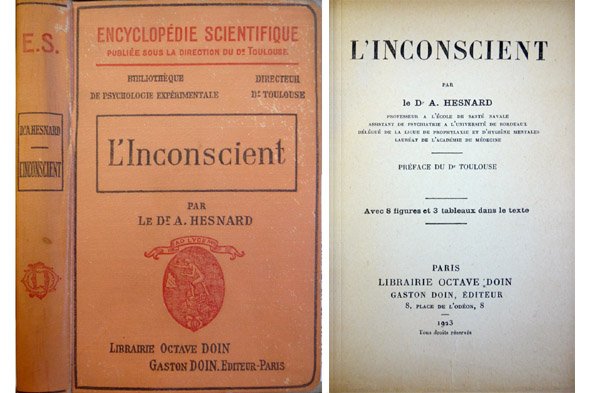 E.S.
Dr A. HESNARD
L'INCONSCIENT
ENCYCLOPÉDIE SCIENTIFIQUE
PUBLIÉE SOUS LA DIRECTION DU Dr TOULOUSE.
BIBLIOTHÈQUE
DE PSYCHOLOGIE EXPÉRIMENTALE
DIRECTEUR
Dr TOULOUSE
L'Inconscient
PAR
LE Dr A. HESNARD
AD LUCEM
LIBRAIRIE OCTAVE DOIN
GASTON DOIN. EDITEUR-PARIS
L'INCONSCIENT
PAR
le Dr A. HESNARD
PROFESSEUR A L'ÉCOLE DE SANTÉ NAVALE
ASSISTANT DE PSYCHIATRIE A L'UNIVERSITÉ DE BORDEAUX
DÉLÉGUÉ DE LA LIGUE DE PROPHYLAXIE ET D'HYGIÈNE MENTALES
LAURÉAT DE L'ACADÉMIE DE MÉDECINE
PRÉFACE DU Dr TOULOUSE
Avec 8 figures et 3 tableaux dans le texte
PARIS
LIBRAIRIE OCTAVE DOIN
GASTON DOIN, ÉDITEUR
8, PLACE DE L'ODÉON, 8
1923
Tous droits réservés